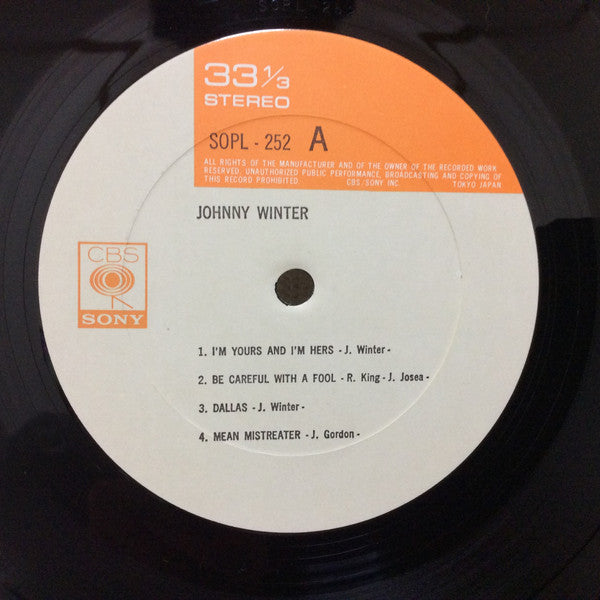 33 1/3
STEREO
SOPL - 252 A
ALL RIGHTS OF THE MANUFACTURER AND OF THE OWNER OF THE RECORDED WORK
RESERVED, UNAUTHORIZED PUBLIC PERFORMANCE, BROADCASTING AND COPYING OF
THIS RECORD PROHIBITED. CBS/SONY INC. TOKYO JAPAN
JOHNNY WINTER
CBS
SONY
1. I'M YOURS AND I'M HERS - J. Winter -
2. BE CAREFUL WITH A FOOL - R. King - J. Josea -
3. DALLAS - J. Winter -
4. MEAN MISTREATER - J. Gordon -